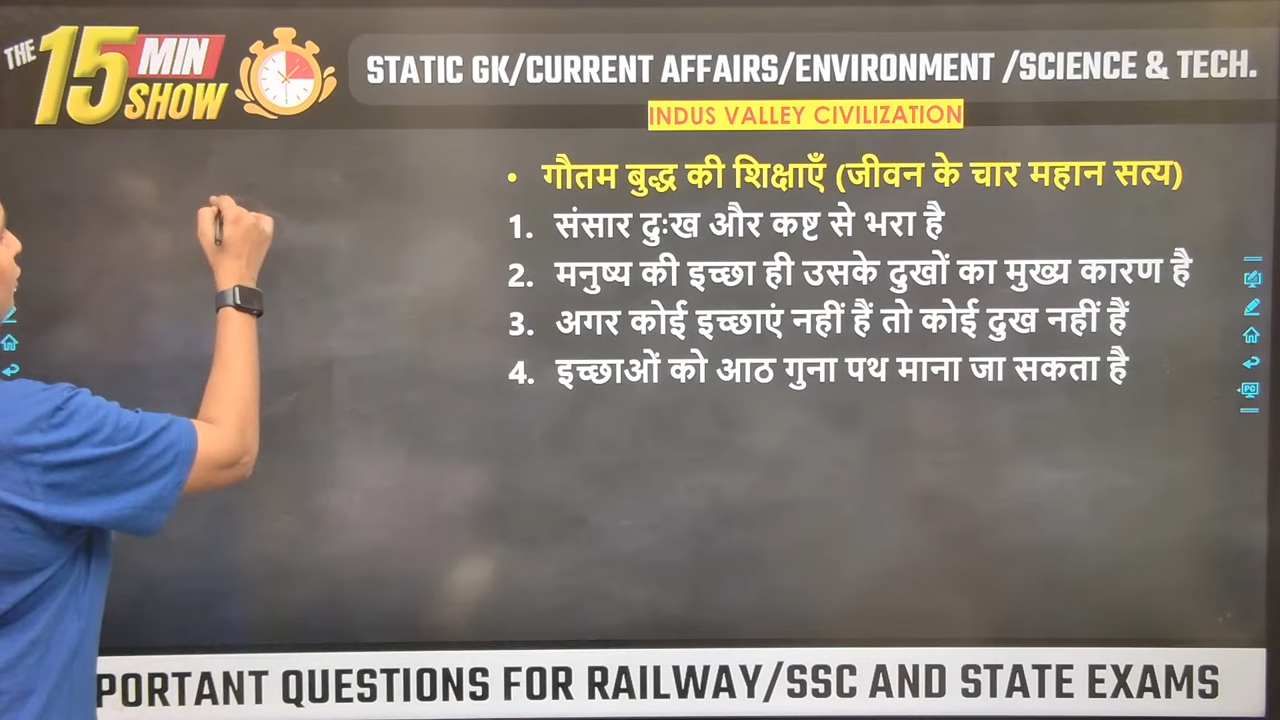 THE 15 MIN SHOW
STATIC GK/CURRENT AFFAIRS/ENVIRONMENT /SCIENCE & TECH.
INDUS VALLEY CIVILIZATION
• गौतम बुद्ध की शिक्षाएँ (जीवन के चार महान सत्य)
1. संसार दुःख और कष्ट से भरा है
2. मनुष्य की इच्छा ही उसके दुखों का मुख्य कारण है
3. अगर कोई इच्छाएं नहीं हैं तो कोई दुख नहीं हैं
4. इच्छाओं को आठ गुना पथ माना जा सकता है
PC
PORTANT QUESTIONS FOR RAILWAY/SSC AND STATE EXAMS